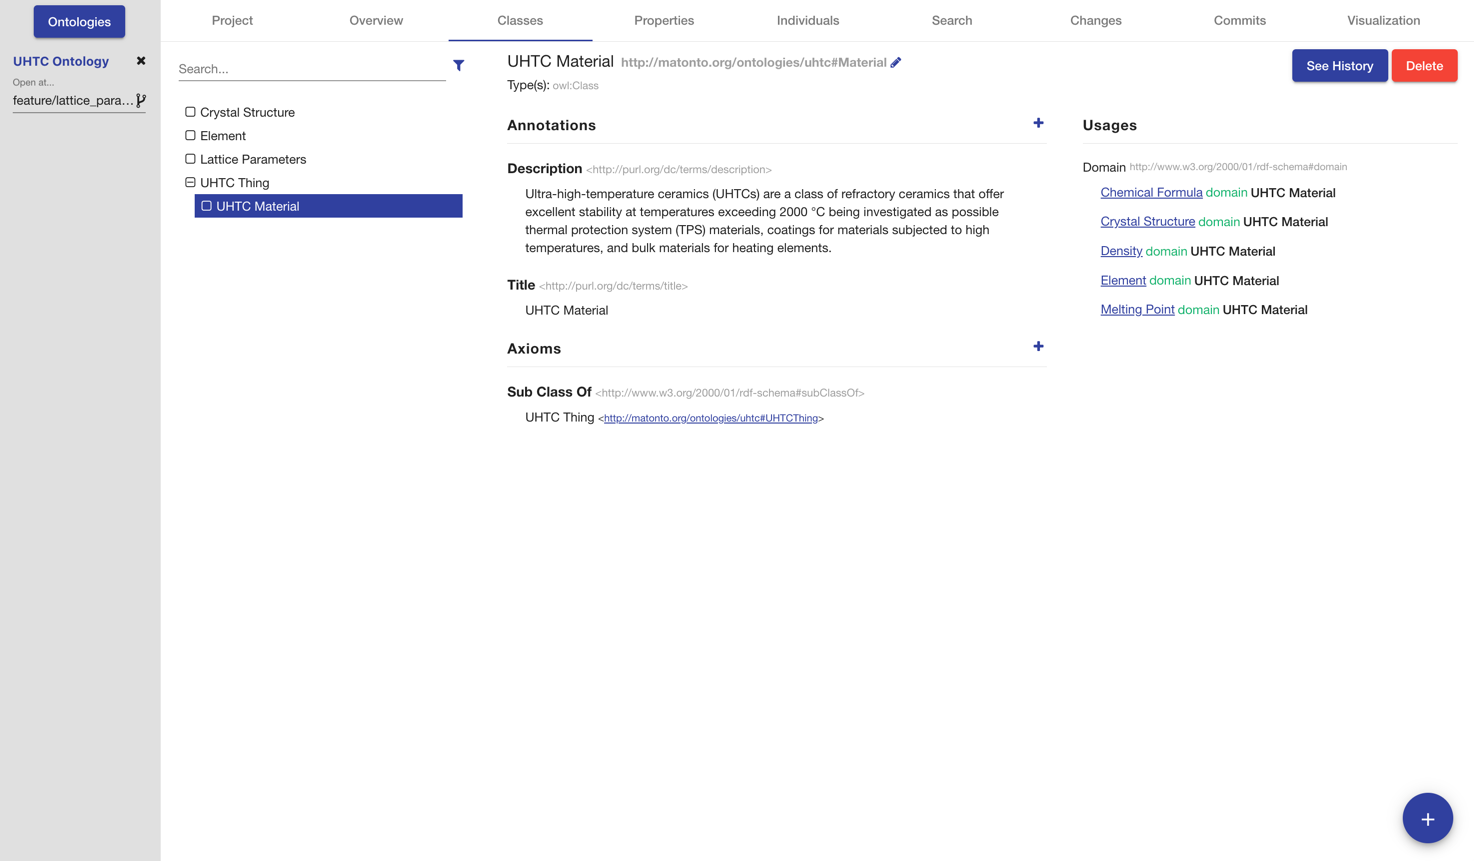 Ontologies
Project
Overview
Classes
Properties
Individuals
Search
Changes
Commits
Visualization
UHTC Ontology
Open at...
feature/lattice_para...
Search...
Crystal Structure
Element
Lattice Parameters
UHTC Thing
UHTC Material
UHTC Material http://matonto.org/ontologies/uhtc#Material
Type(s): owl:Class
See History
Delete
Annotations
Description <http://purl.org/dc/terms/description>
Ultra-high-temperature ceramics (UHTCs) are a class of refractory ceramics that offer
excellent stability at temperatures exceeding 2000 °C being investigated as possible
thermal protection system (TPS) materials, coatings for materials subjected to high
temperatures, and bulk materials for heating elements.
Title <http://purl.org/dc/terms/title>
UHTC Material
Axioms
Sub Class Of <http://www.w3.org/2000/01/rdf-schema#subClassOf>
UHTC Thing <http://matonto.org/ontologies/uhtc#UHTCThing>
Usages
Domain http://www.w3.org/2000/01/rdf-schema#domain
Chemical Formula domain UHTC Material
Crystal Structure domain UHTC Material
Density domain UHTC Material
Element domain UHTC Material
Melting Point domain UHTC Material